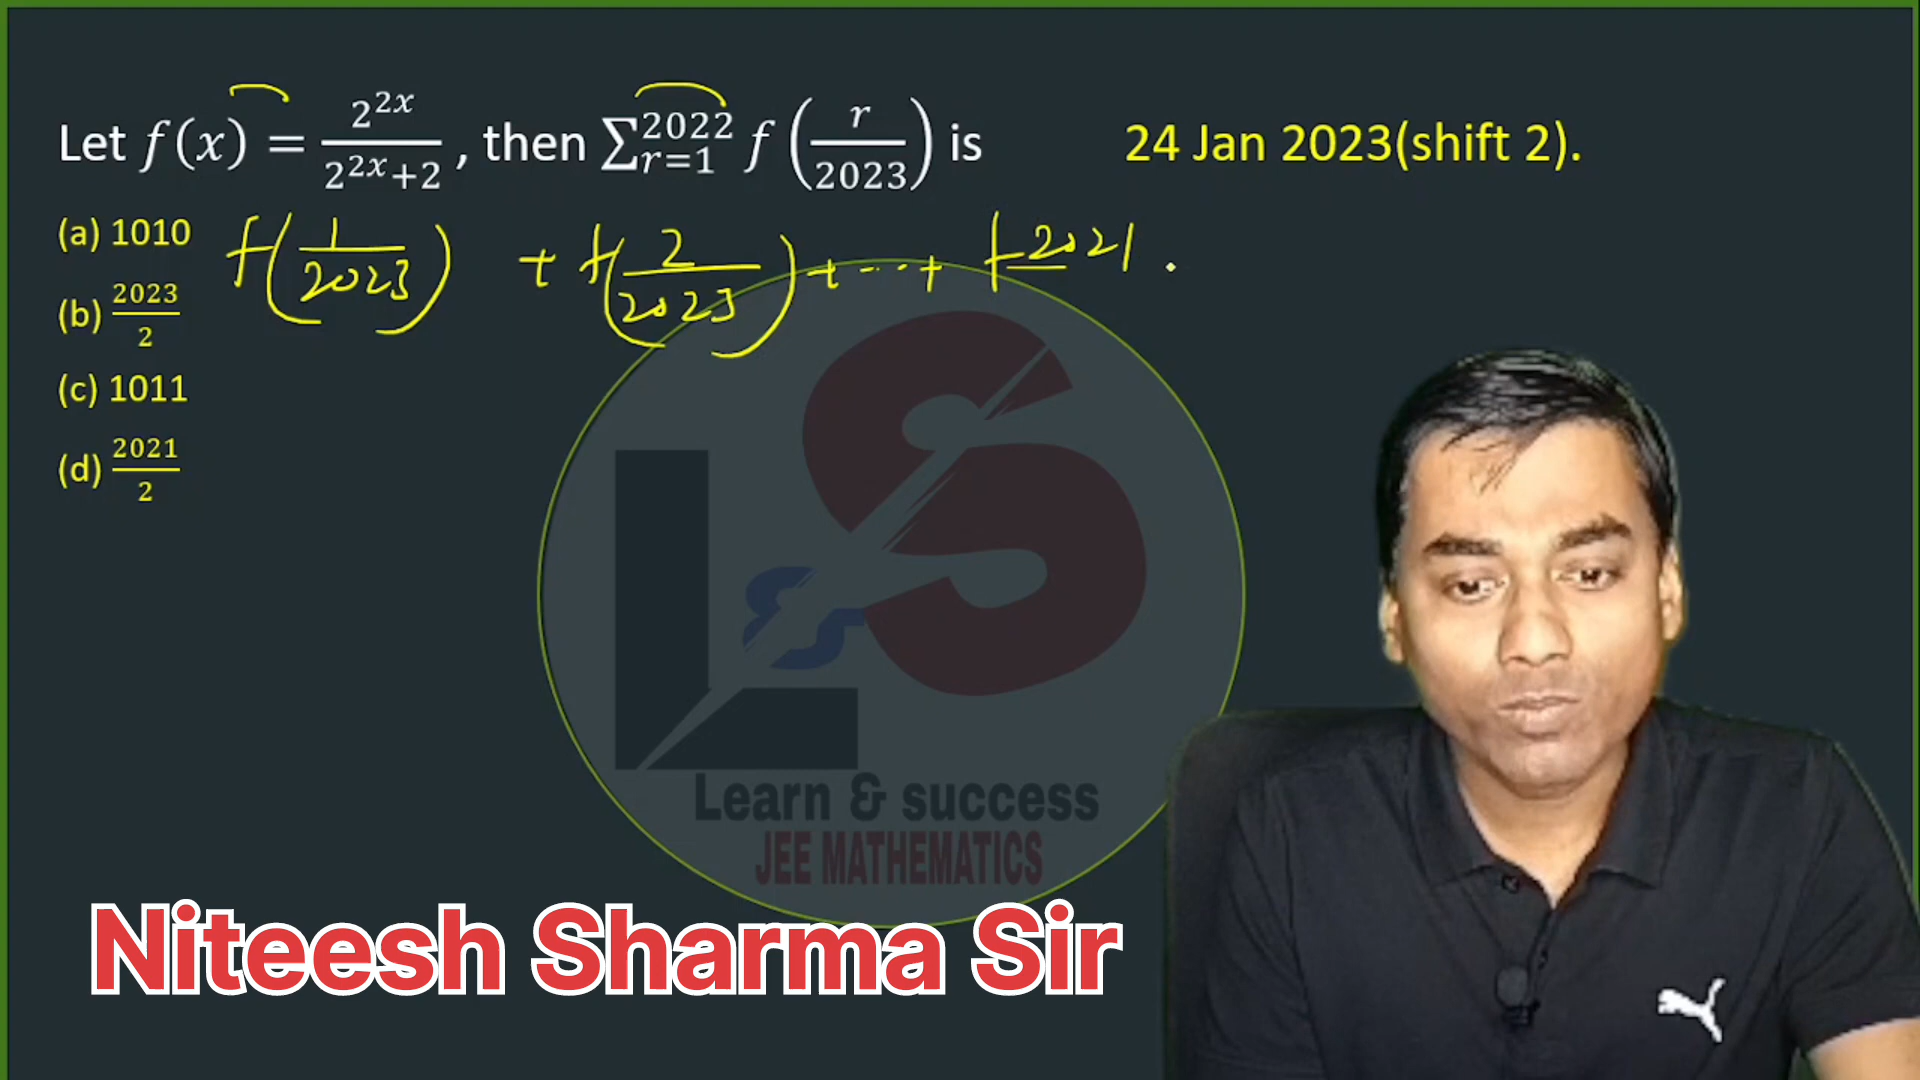 Let f(x) = 2^{2x}/(2^{2x}+2), then ∑_{r=1}^{2022} f(r/2023) is 24 Jan 2023(shift 2).
(a) 1010
f(1/2023) + f(2/2023) + ... + f 2021 .
(b) 2023/2
(c) 1011
(d) 2021/2
L&S
Learn & success
JEE MATHEMATICS
Niteesh Sharma Sir